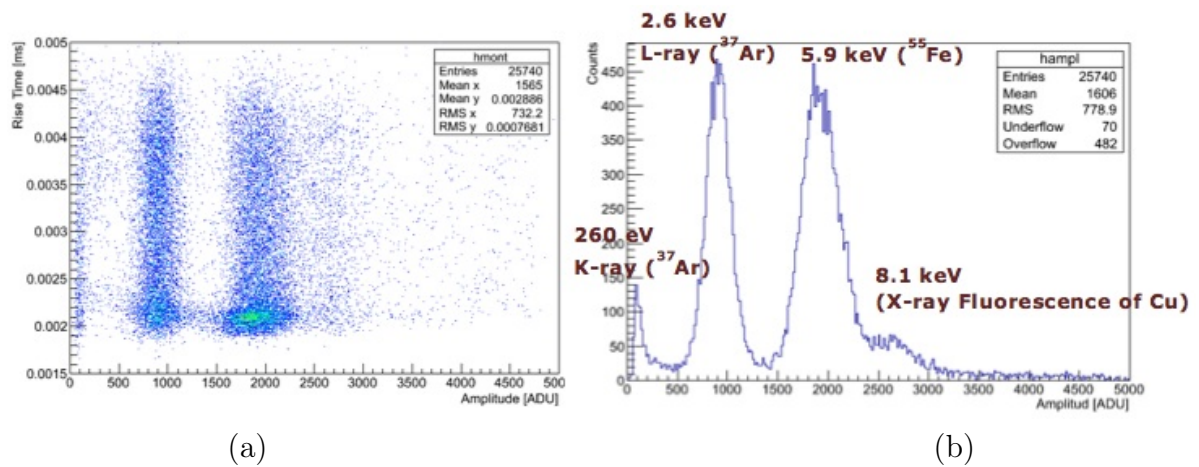 0.005
0.0045
0.004
0.0035
0.003
0.0025
0.002
0.0015
Rise Time [ms]
hmont
Entries 25740
Mean x 1565
Mean y 0.002886
RMS x 732.2
RMS y 0.0007681
0 500 1000 1500 2000 2500 3000 3500 4000 4500 5000
Amplitude [ADU]
(a)
2.6 keV
L-ray (³⁷Ar)
5.9 keV (⁵⁵Fe)
260 eV
K-ray (³⁷Ar)
8.1 keV
(X-ray Fluorescence of Cu)
Counts
450
400
350
300
250
200
150
100
50
0
hampl
Entries 25740
Mean 1606
RMS 778.9
Underflow 70
Overflow 482
0 500 1000 1500 2000 2500 3000 3500 4000 4500 5000
Amplitud [ADU]
(b)